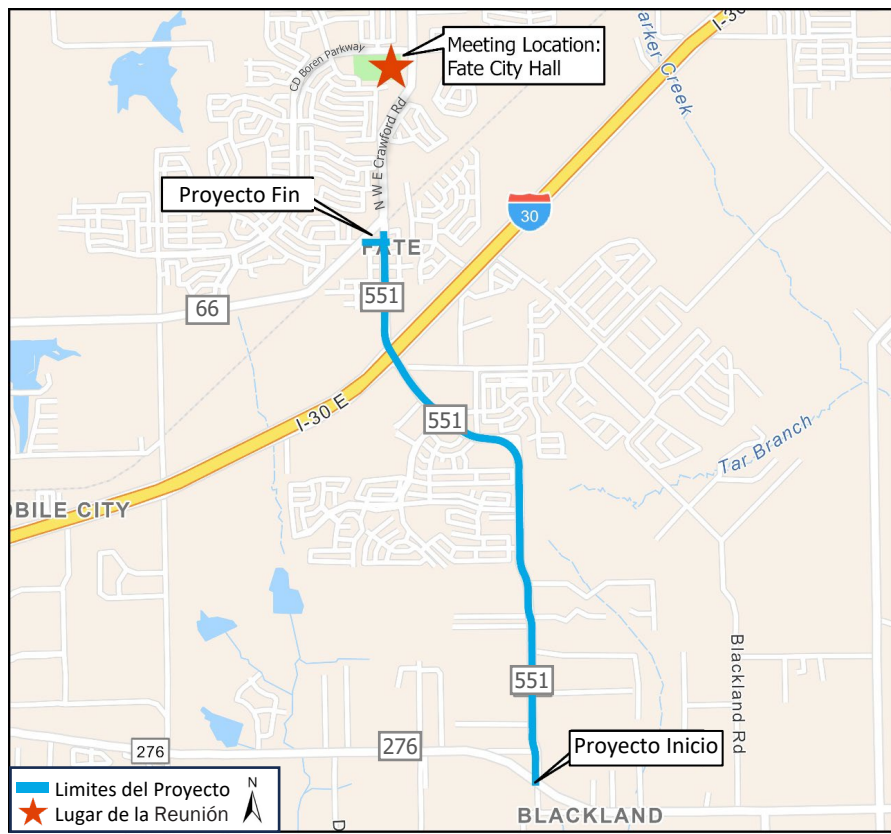 I-30
arker Creek
CD Boren Parkway
Meeting Location:
Fate City Hall
N W E Crawford Rd
Proyecto Fin
30
FATE
551
66
551
I-30 E
Tar Branch
OBILE CITY
Blackland Rd
551
276
276
Proyecto Inicio
Limites del Proyecto
Lugar de la Reunión
N
D
BLACKLAND